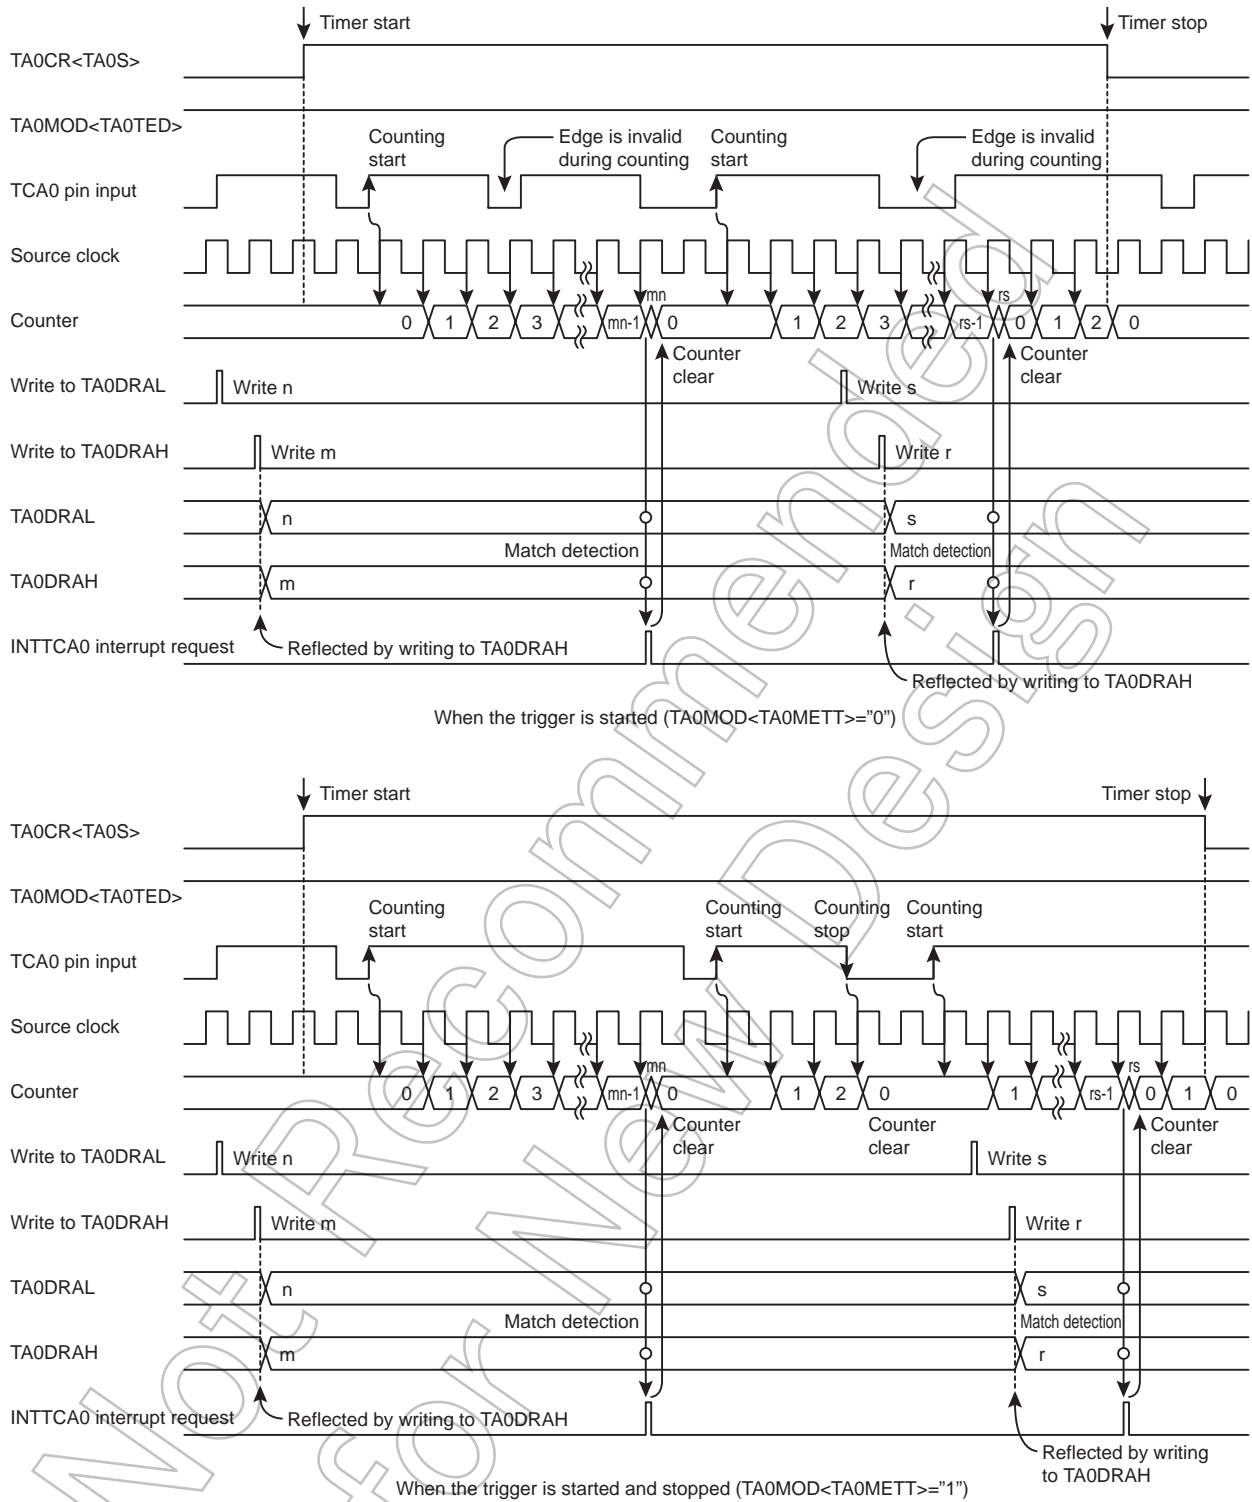 Timer start
Timer stop
TA0CR<TA0S>
TA0MOD<TA0TED>
Counting
start
Edge is invalid
during counting
Counting
start
Edge is invalid
during counting
TCA0 pin input
Source clock
mn
rs
Counter
0 1 2 3 mn-1 0 1 2 3 rs-1 0 1 2 0
Counter
clear
Counter
clear
Write to TA0DRAL
Write n
Write s
Write to TA0DRAH
Write m
Write r
TA0DRAL
n
s
Match detection
Match detection
TA0DRAH
m
r
INTTCA0 interrupt request
Reflected by writing to TA0DRAH
Reflected by writing to TA0DRAH
When the trigger is started (TA0MOD<TA0METT>="0")
Timer start
Timer stop
TA0CR<TA0S>
TA0MOD<TA0TED>
Counting
start
Counting
start
Counting
stop
Counting
start
TCA0 pin input
Source clock
mn
rs
Counter
0 1 2 3 mn-1 0 1 2 0 1 rs-1 0 1 0
Counter
clear
Counter
clear
Counter
clear
Write to TA0DRAL
Write n
Write s
Write to TA0DRAH
Write m
Write r
TA0DRAL
n
s
Match detection
Match detection
TA0DRAH
m
r
INTTCA0 interrupt request
Reflected by writing to TA0DRAH
Reflected by writing
to TA0DRAH
When the trigger is started and stopped (TA0MOD<TA0METT>="1")
Not Recommended
for New Design